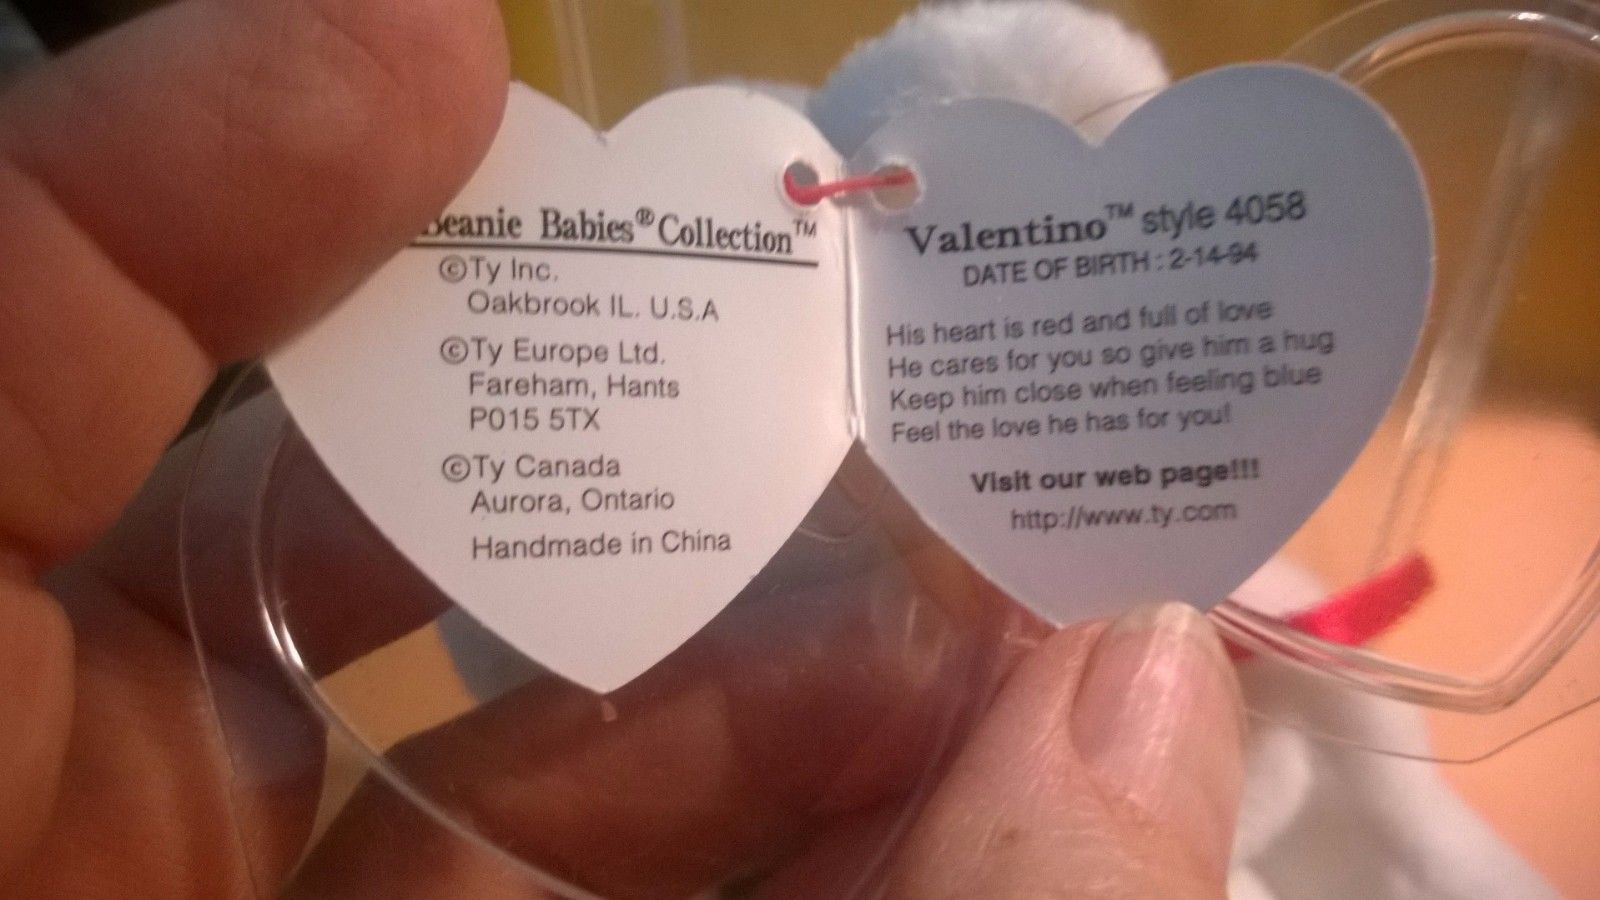 Beanie Babies® Collection™
©Ty Inc.
Oakbrook IL. U.S.A
©Ty Europe Ltd.
Fareham, Hants
P015 5TX
©Ty Canada
Aurora, Ontario
Handmade in China
Valentino™ style 4058
DATE OF BIRTH : 2-14-94
His heart is red and full of love
He cares for you so give him a hug
Keep him close when feeling blue
Feel the love he has for you!
Visit our web page!!!
http://www.ty.com